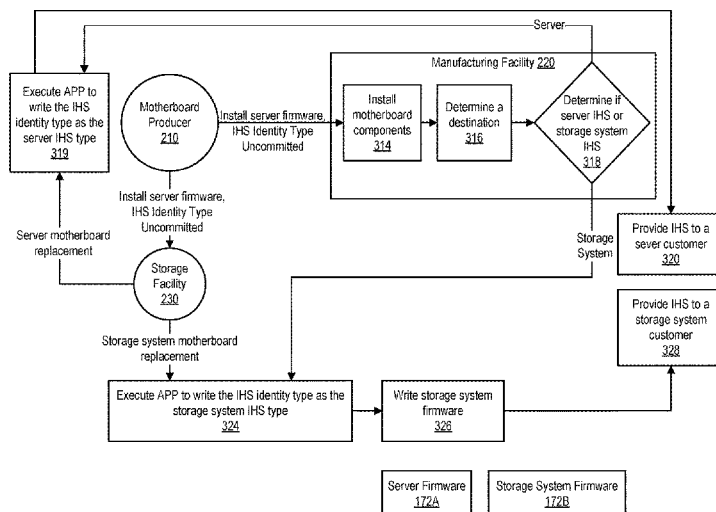 Server
Manufacturing Facility 220
Execute APP to
write the IHS
identity type as the
server IHS type
319
Motherboard
Producer
210
Install server firmware,
IHS Identity Type
Uncommitted
Install
motherboard
components
314
Determine a
destination
316
Determine if
server IHS or
storage system
IHS
318
Install server firmware,
IHS Identity Type
Uncommitted
Server motherboard
replacement
Storage
Facility
230
Storage
System
Provide IHS to a
sever customer
320
Storage system motherboard
replacement
Provide IHS to a
storage system
customer
328
Execute APP to write the IHS identity type as the
storage system IHS type
324
Write storage system
firmware
326
Server Firmware
172A
Storage System Firmware
172B